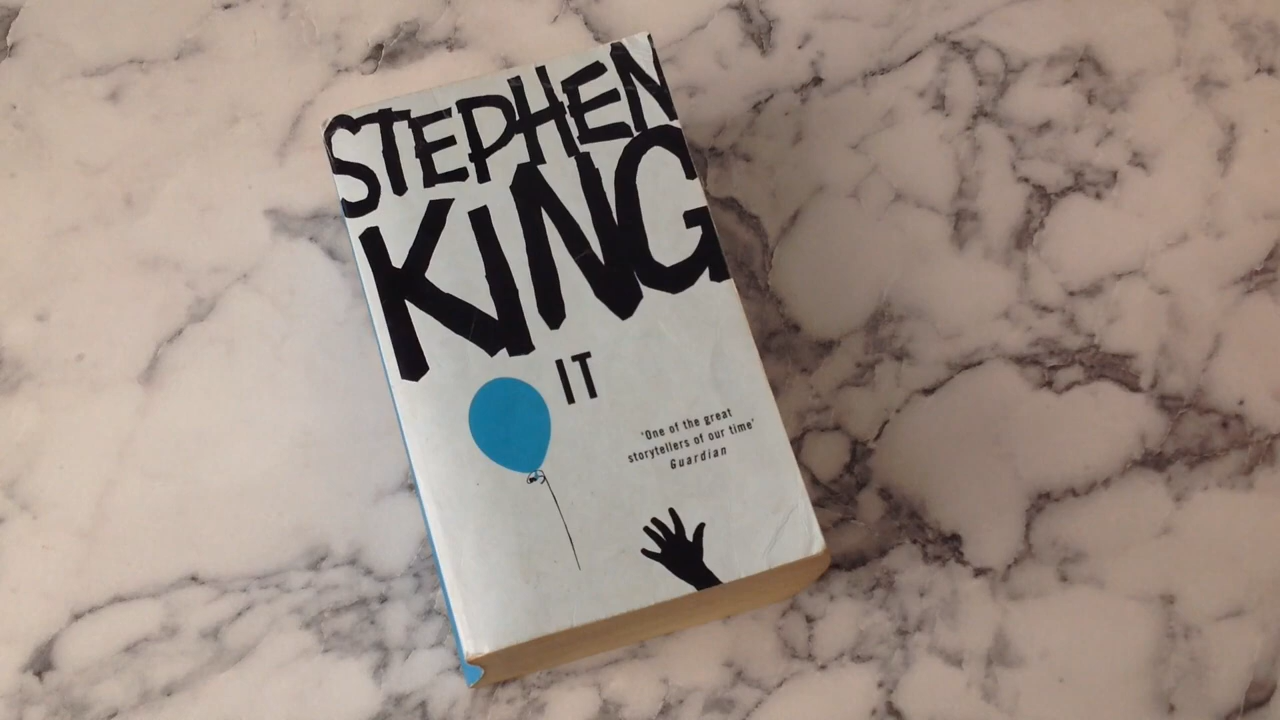 STEPHEN
KING
IT
'One of the great
storytellers of our time'
Guardian